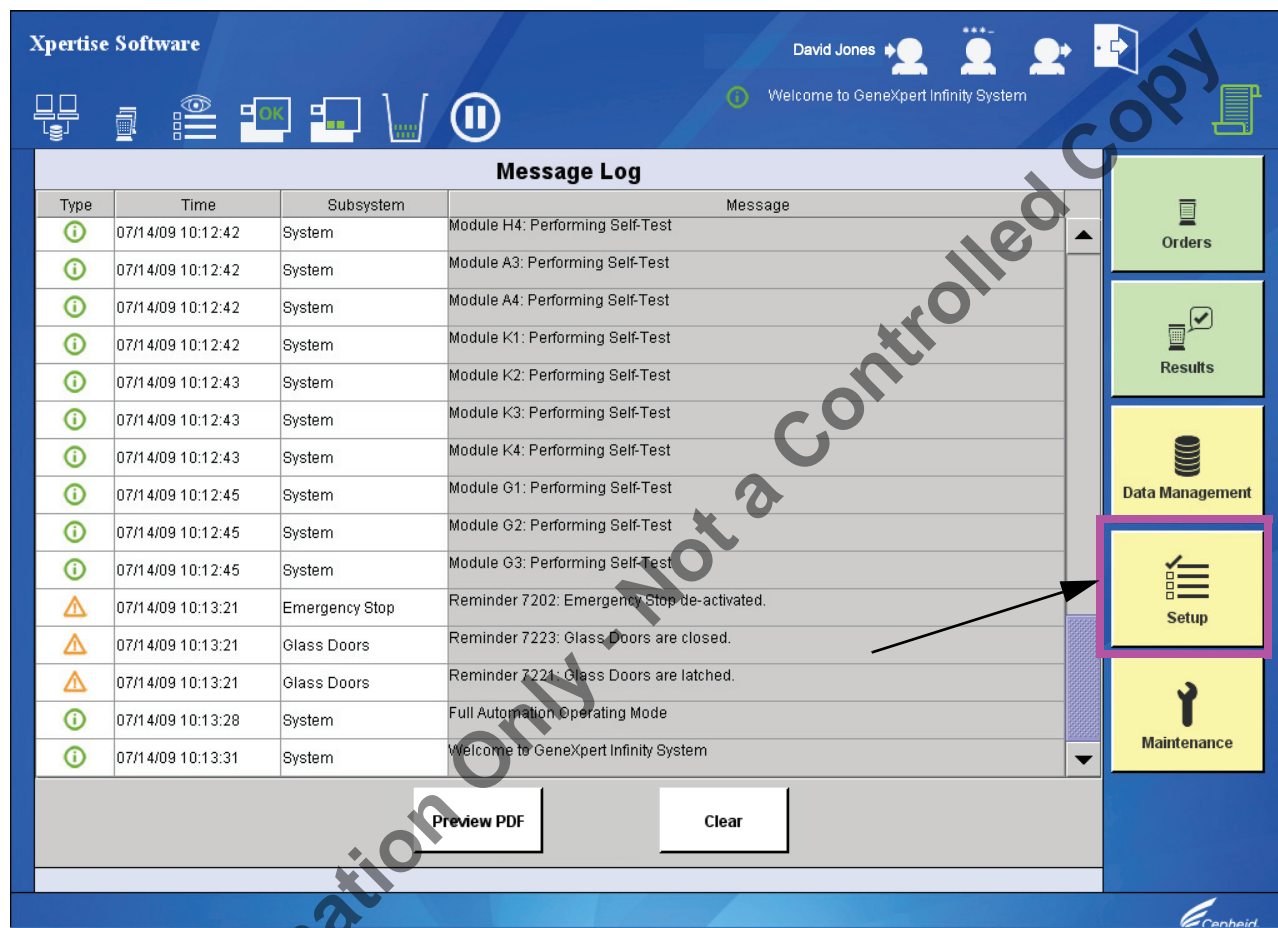 Xpertise Software
David Jones
***-
Welcome to GeneXpert Infinity System
OK
Message Log
Type Time Subsystem Message
07/14/09 10:12:42 System Module H4: Performing Self-Test
07/14/09 10:12:42 System Module A3: Performing Self-Test
07/14/09 10:12:42 System Module A4: Performing Self-Test
07/14/09 10:12:42 System Module K1: Performing Self-Test
07/14/09 10:12:43 System Module K2: Performing Self-Test
07/14/09 10:12:43 System Module K3: Performing Self-Test
07/14/09 10:12:43 System Module K4: Performing Self-Test
07/14/09 10:12:45 System Module G1: Performing Self-Test
07/14/09 10:12:45 System Module G2: Performing Self-Test
07/14/09 10:12:45 System Module G3: Performing Self-Test
07/14/09 10:13:21 Emergency Stop Reminder 7202: Emergency Stop de-activated.
07/14/09 10:13:21 Glass Doors Reminder 7223: Glass Doors are closed.
07/14/09 10:13:21 Glass Doors Reminder 7221: Glass Doors are latched.
07/14/09 10:13:28 System Full Automation Operating Mode
07/14/09 10:13:31 System Welcome to GeneXpert Infinity System
Preview PDF Clear
Orders
Results
Data Management
Setup
Maintenance
Cepheid
ation Only - Not a Controlled Copy